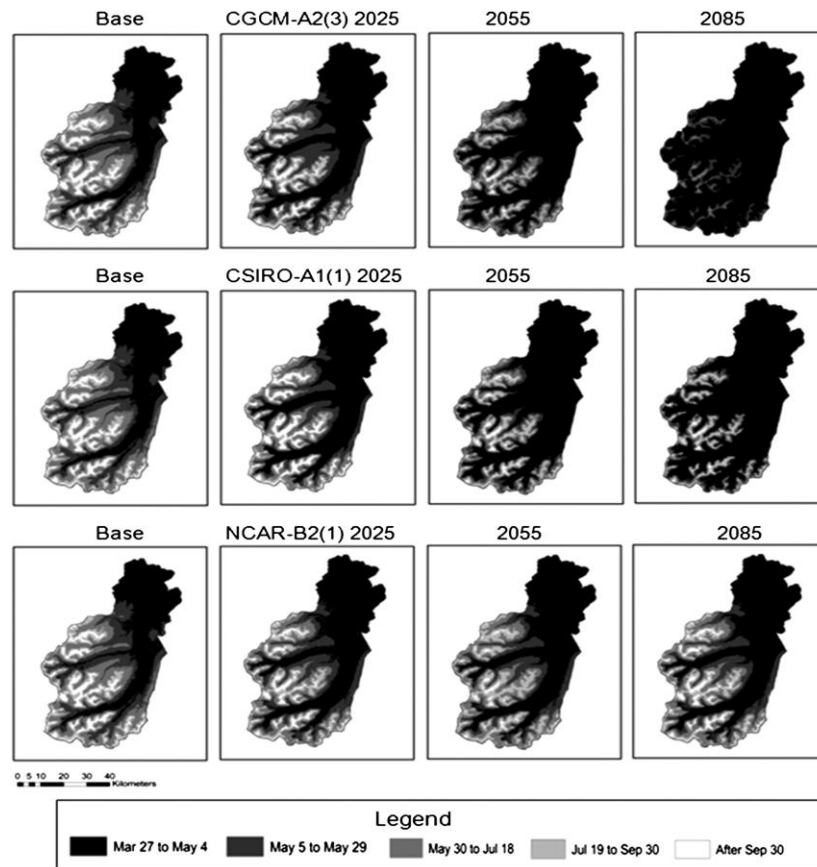 Base CGCM-A2(3) 2025 2055 2085
Base CSIRO-A1(1) 2025 2055 2085
Base NCAR-B2(1) 2025 2055 2085
0 5 10 20 30 40
Kilometers
Legend
Mar 27 to May 4 May 5 to May 29 May 30 to Jul 18 Jul 19 to Sep 30 After Sep 30